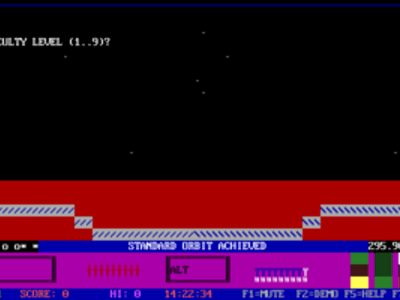 CULTY LEVEL (1..9)?
STANDARD ORBIT ACHIEVED 295.9
ALT
SCORE: 0 HI: 0 14:22:34 F1=MUTE F2=DEMO F5=HELP F7